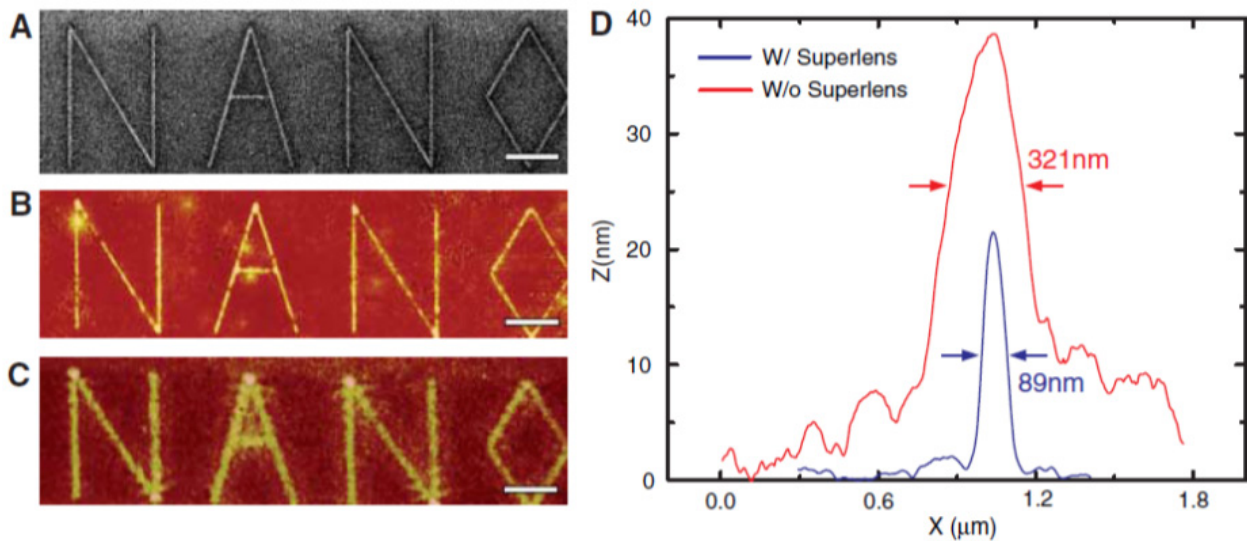 A
NANO
B
NANO
C
NANO
D
W/ Superlens
W/o Superlens
321nm
89nm
Z(nm)
40
30
20
10
0
0.0 0.6 1.2 1.8
X (μm)